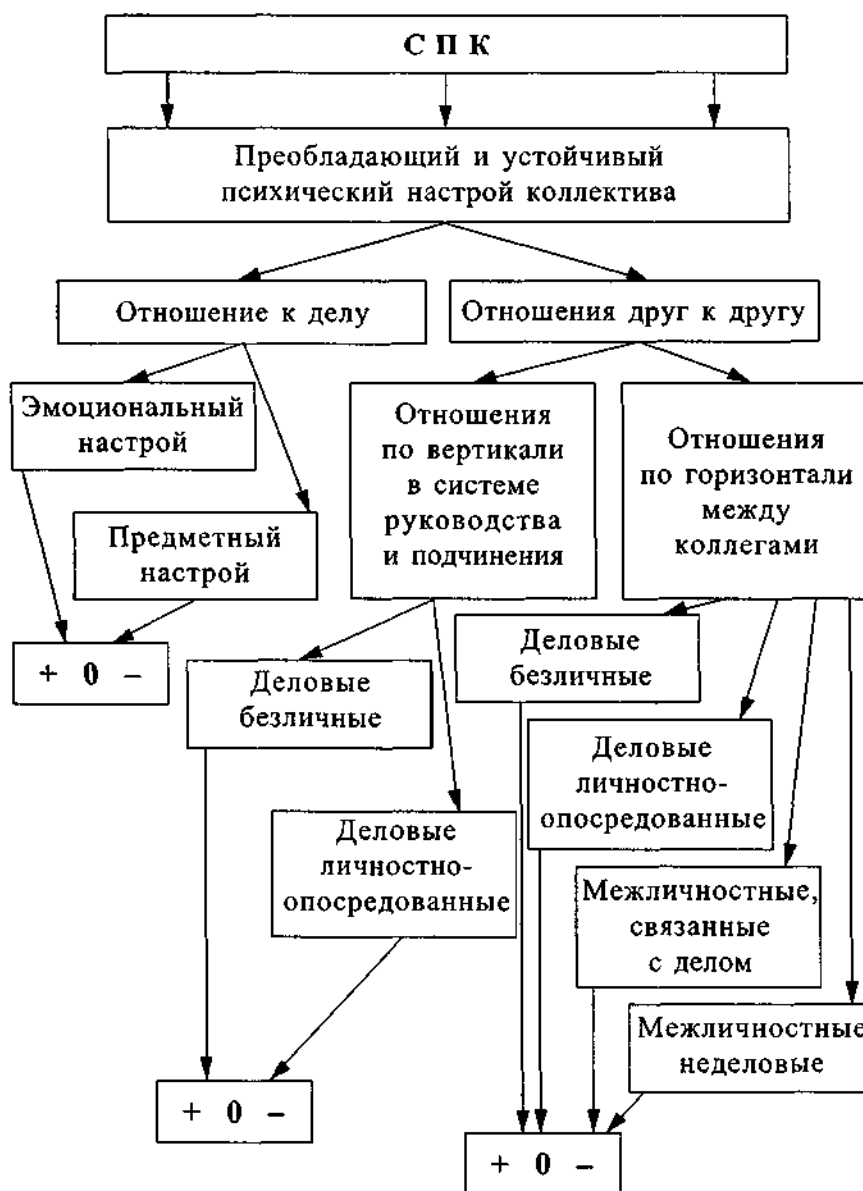 С П К
Преобладающий и устойчивый
психический настрой коллектива
Отношение к делу
Отношения друг к другу
Эмоциональный
настрой
Предметный
настрой
+ 0 –
Отношения
по вертикали
в системе
руководства
и подчинения
Отношения
по горизонтали
между
коллегами
Деловые
безличные
Деловые
личностно-
опосредованные
+ 0 –
Деловые
безличные
Деловые
личностно-
опосредованные
Межличностные,
связанные
с делом
Межличностные
неделовые
+ 0 –